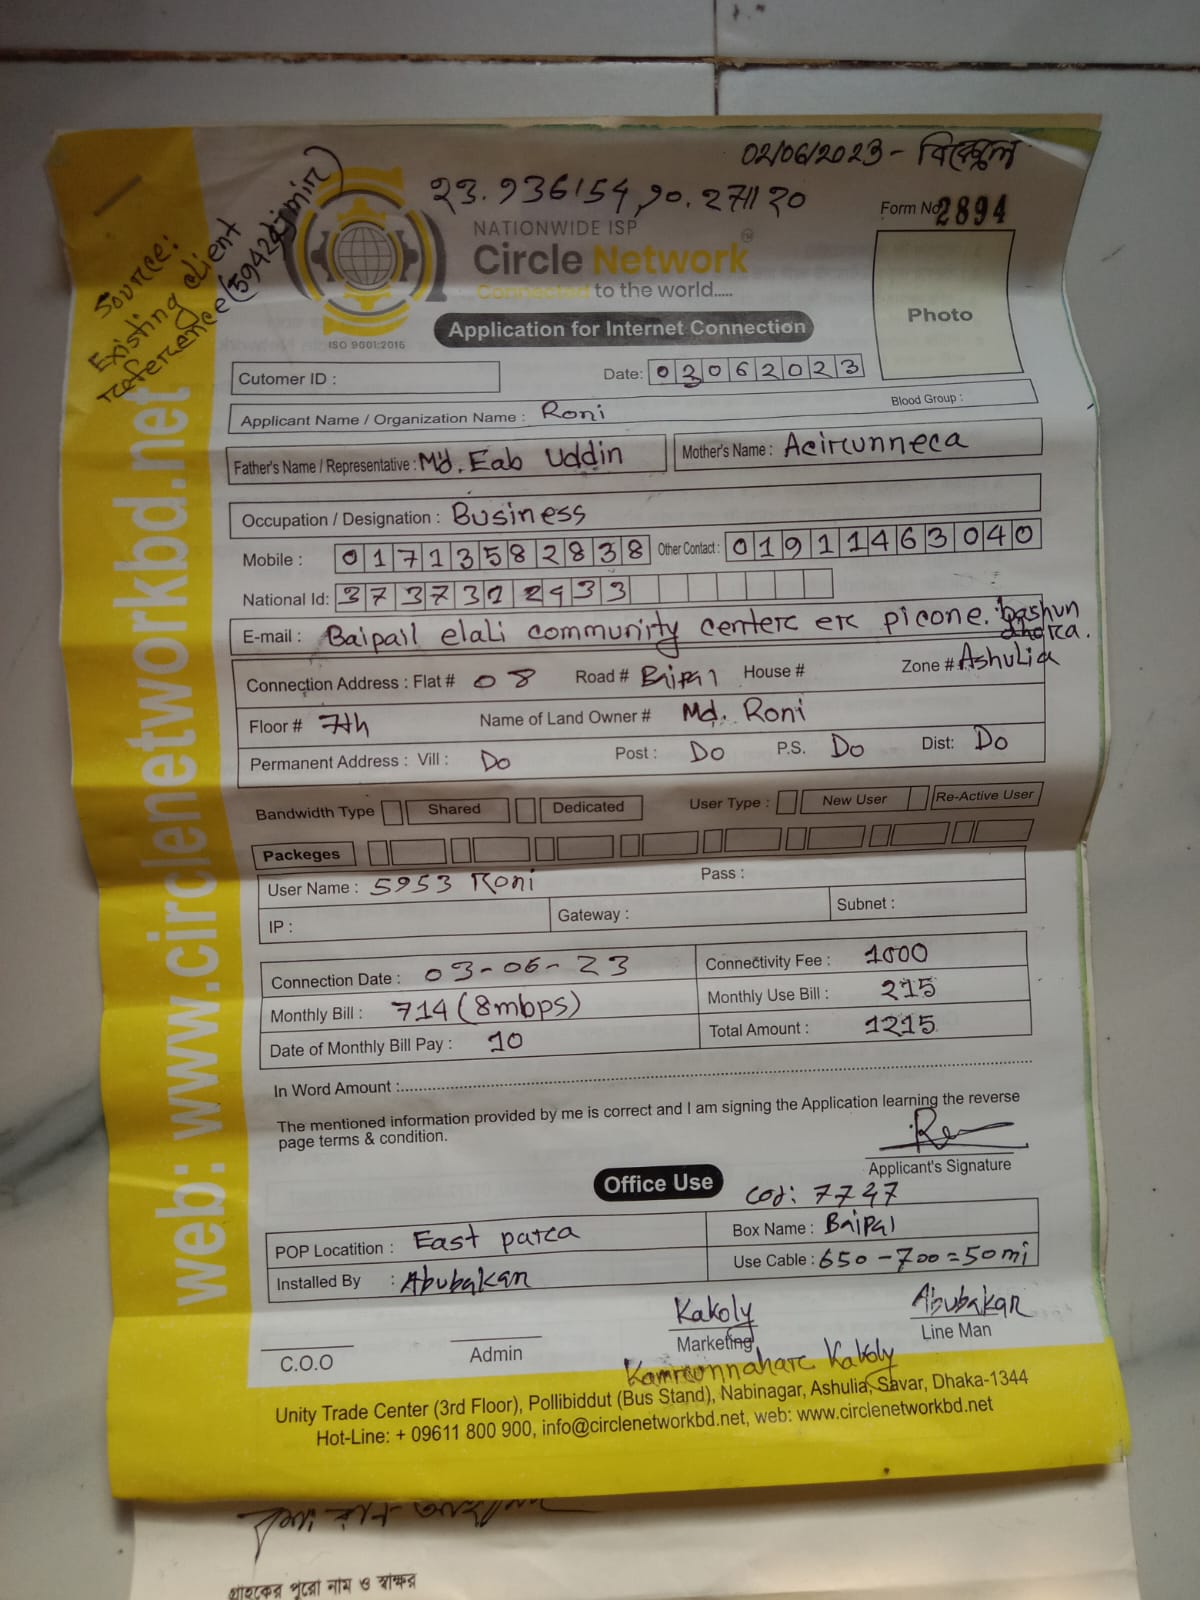 02/06/2023 - বিকেল
23.936154,90.271120
Form No 2894
Source:
Existing client
reference (5942djmir)
NATIONWIDE ISP
Circle Network
Connected to the world.....
ISO 9001:2015
Application for Internet Connection
Photo
Cutomer ID :
Date: 03062023
Blood Group :
Applicant Name / Organization Name : Roni
Father's Name / Representative : Md. Eab Uddin Mother's Name : Acirunneca
Occupation / Designation : Business
Mobile : 01713582838 Other Contact : 01911463040
National Id: 3737302933
E-mail : Baipail elali community center er picone. bashun
dhara.
Connection Address : Flat # 08 Road # Baipal House # Zone # Ashulia
Floor # 7th Name of Land Owner # Md. Roni
Permanent Address : Vill : Do Post : Do P.S. Do Dist: Do
Bandwidth Type Shared Dedicated User Type : New User Re-Active User
Packeges
User Name : 5953 Roni Pass :
IP : Gateway : Subnet :
Connection Date : 03-06-23 Connectivity Fee : 1000
Monthly Bill : 714 (8mbps) Monthly Use Bill : 215
Date of Monthly Bill Pay : 10 Total Amount : 1215
In Word Amount :
The mentioned information provided by me is correct and I am signing the Application learning the reverse
page terms & condition.
Applicant's Signature
Office Use
Cod: 7747
POP Locatition : East para Box Name : Baipal
Installed By : Abubakar Use Cable : 650-700=50mi
Kakoly Abubakar
C.O.O Admin Marketing Line Man
Kamrunnahar Kakoly
Unity Trade Center (3rd Floor), Pollibiddut (Bus Stand), Nabinagar, Ashulia, Savar, Dhaka-1344
Hot-Line: + 09611 800 900, info@circlenetworkbd.net, web: www.circlenetworkbd.net
web: www.circlenetworkbd.net
গ্রাহকের পুরো নাম ও স্বাক্ষর